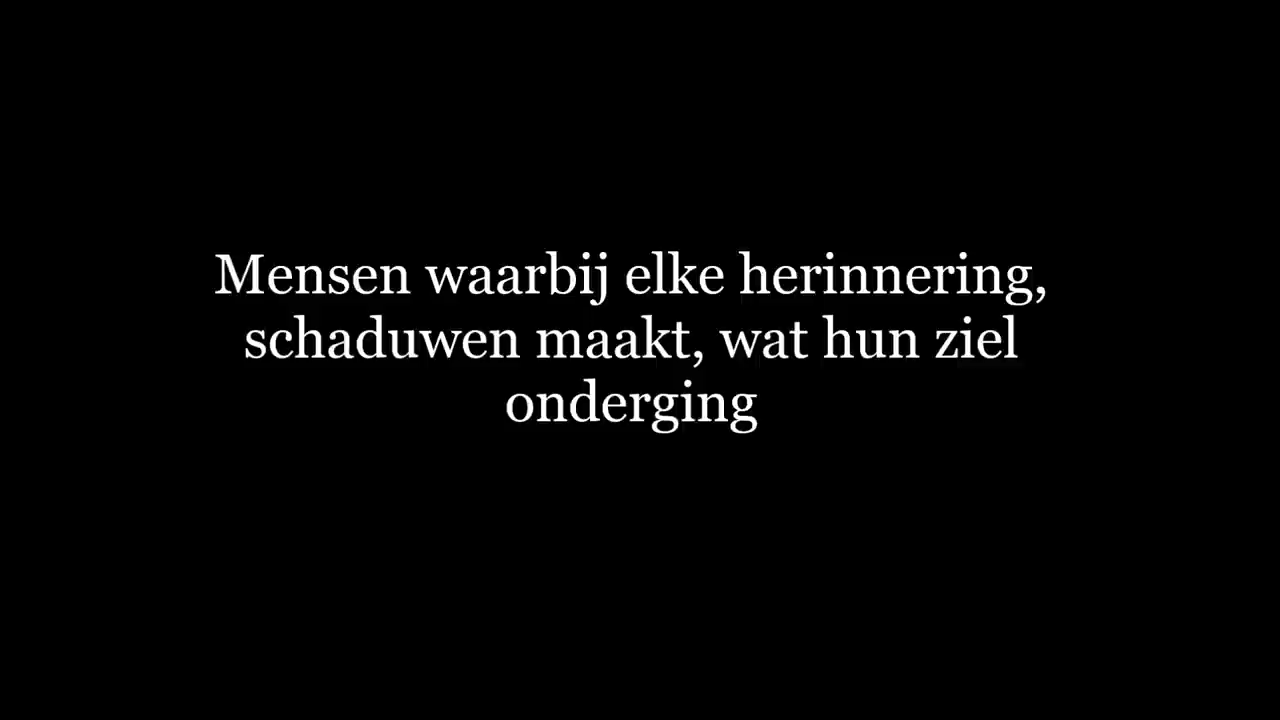 Mensen waarbij elke herinnering,
schaduwen maakt, wat hun ziel
onderging